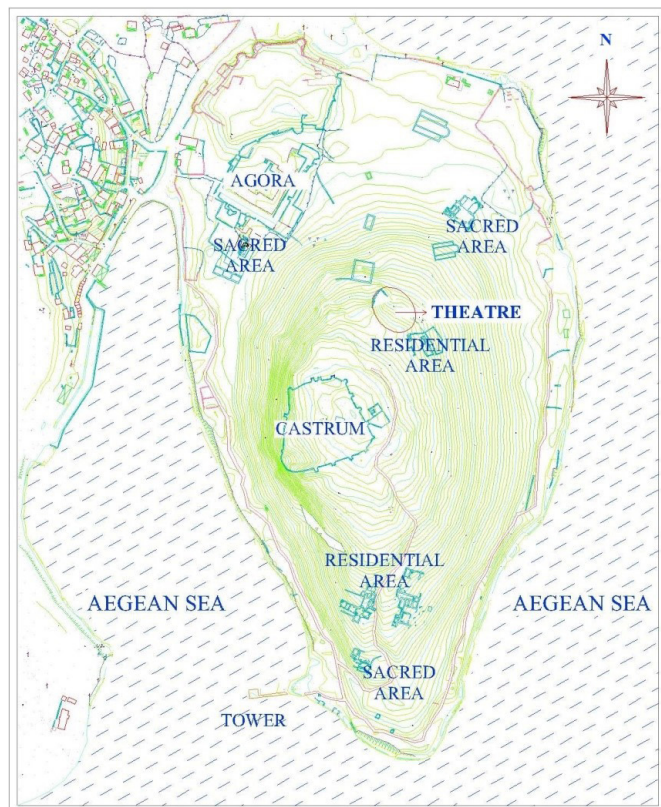 N
AGORA
SACRED
AREA
SACRED
AREA
THEATRE
RESIDENTIAL
AREA
CASTRUM
RESIDENTIAL
AREA
AEGEAN SEA
AEGEAN SEA
SACRED
AREA
TOWER